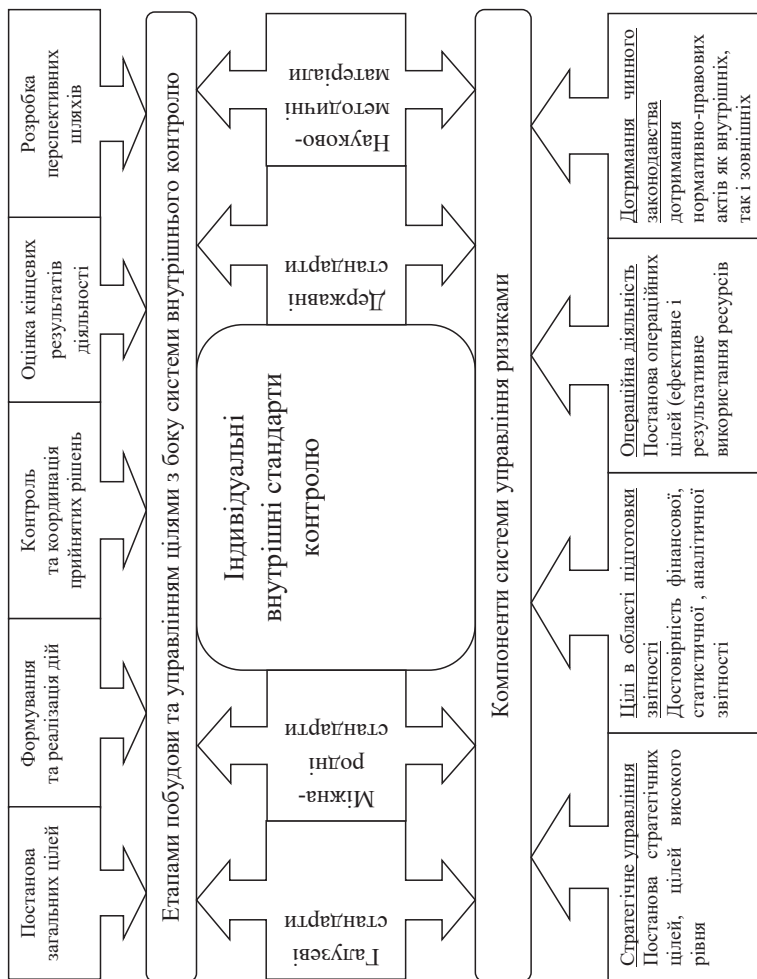 Постанова
загальних цілей
Формування
та реалізація дій
Контроль
та координація
прийнятих рішень
Оцінка кінцевих
результатів
діяльності
Розробка
перспективних
шляхів
Етапами побудови та управлінням цілями з боку системи внутрішнього контролю
Галузеві
стандарти
Міжна-
родні
стандарти
Індивідуальні
внутрішні стандарти
контролю
Державні
стандарти
Науково-
методичні
матеріали
Компоненти системи управління ризиками
Стратегічне управління
Постанова стратегічних
цілей, цілей високого
рівня
Цілі в області підготовки
звітності
Достовірність фінансової,
статистичної , аналітичної
звітності
Операційна діяльність
Постанова операційних
цілей (ефективне і
результативне
використання ресурсів
Дотримання чинного
законодавства
дотримання
нормативно-правових
актів як внутрішніх,
так і зовнішніх